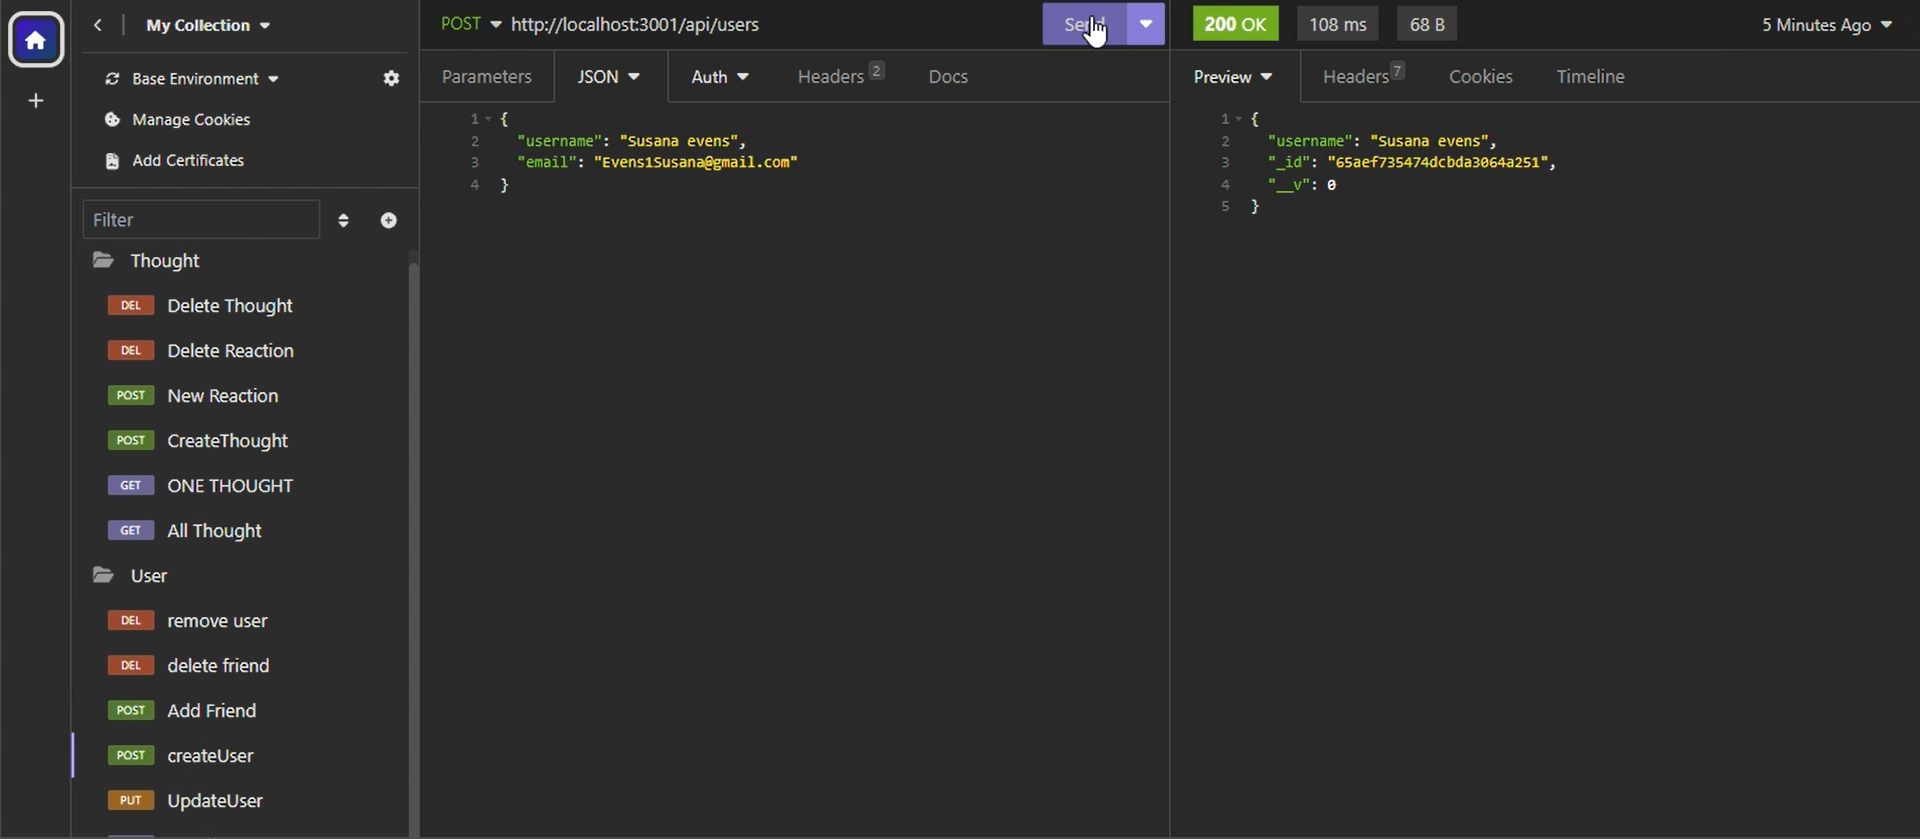 My Collection
Base Environment
Manage Cookies
Add Certificates
Filter
Thought
DEL Delete Thought
DEL Delete Reaction
POST New Reaction
POST CreateThought
GET ONE THOUGHT
GET All Thought
User
DEL remove user
DEL delete friend
POST Add Friend
POST createUser
PUT UpdateUser
POST http://localhost:3001/api/users Send
Parameters JSON Auth Headers 2 Docs
1 {
2 "username": "Susana evens",
3 "email": "Evens1Susana@gmail.com"
4 }
200 OK 108 ms 68 B 5 Minutes Ago
Preview Headers 7 Cookies Timeline
1 {
2 "username": "Susana evens",
3 "_id": "65aef735474dcbda3064a251",
4 "__v": 0
5 }